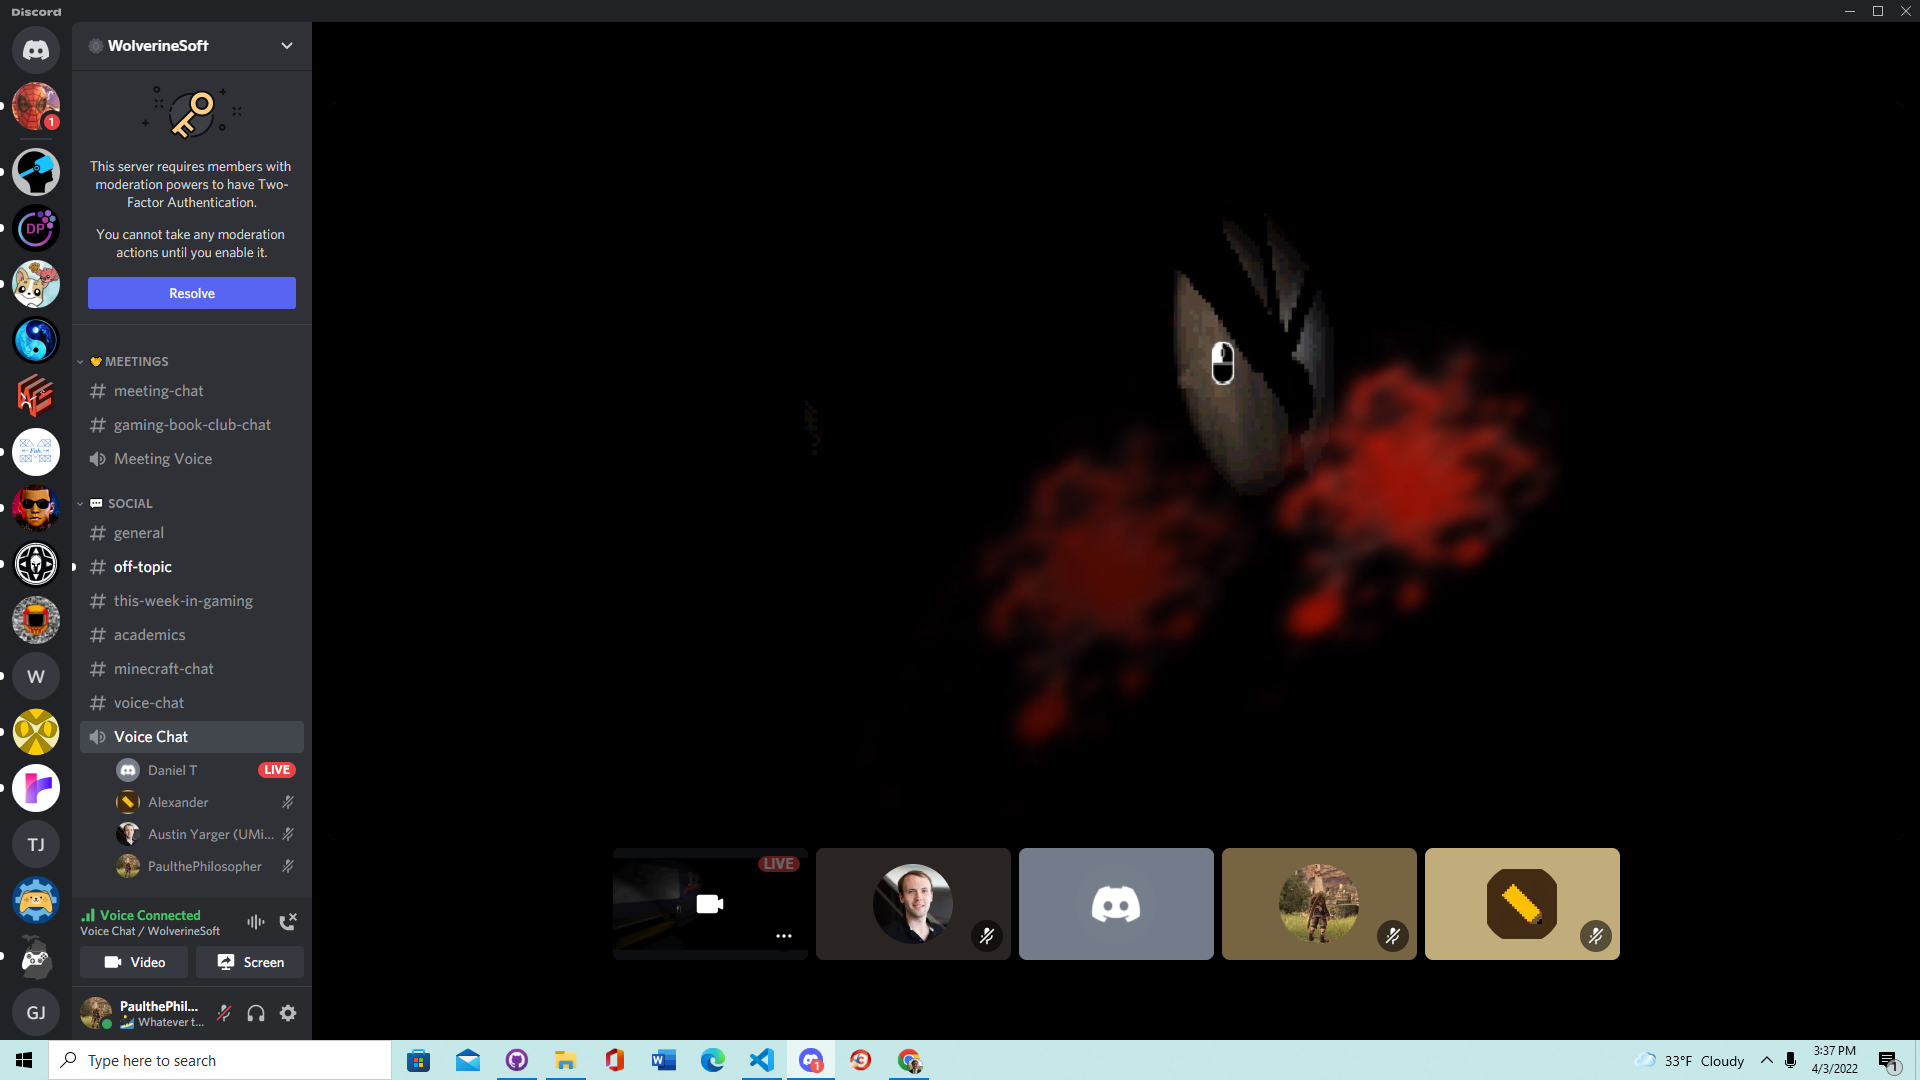 Discord
WolverineSoft
1
This server requires members with
moderation powers to have Two-
Factor Authentication.
You cannot take any moderation
actions until you enable it.
Resolve
DP
MEETINGS
meeting-chat
gaming-book-club-chat
Meeting Voice
SOCIAL
general
off-topic
this-week-in-gaming
academics
minecraft-chat
W
voice-chat
Voice Chat
Daniel T
LIVE
Alexander
Austin Yarger (UMi...
TJ
PaulthePhilosopher
LIVE
Voice Connected
Voice Chat / WolverineSoft
Video
Screen
PaulthePhil...
Whatever t...
GJ
Type here to search
1
33°F Cloudy
3:37 PM
4/3/2022
1